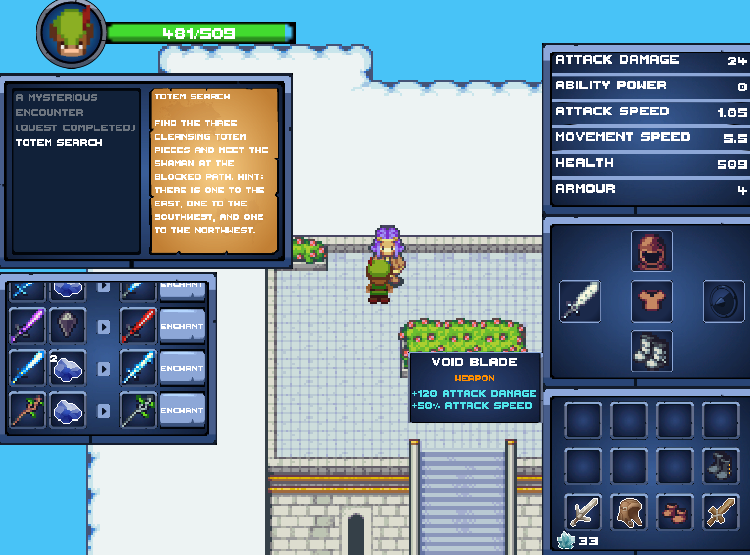 481/509
A MYSTERIOUS
ENCOUNTER
(QUEST COMPLETED)
TOTEM SEARCH
TOTEM SEARCH
FIND THE THREE
CLEANSING TOTEM
PIECES AND MEET THE
SHAMAN AT THE
BLOCKED PATH. HINT:
THERE IS ONE TO THE
EAST, ONE TO THE
SOUTHWEST, AND ONE
TO THE NORTHWEST.
ATTACK DAMAGE 24
ABILITY POWER 0
ATTACK SPEED 1.05
MOVEMENT SPEED 5.5
HEALTH 509
ARMOUR 4
ENCHANT
ENCHANT
2
ENCHANT
ENCHANT
VOID BLADE
WEAPON
+120 ATTACK DAMAGE
+50% ATTACK SPEED
33